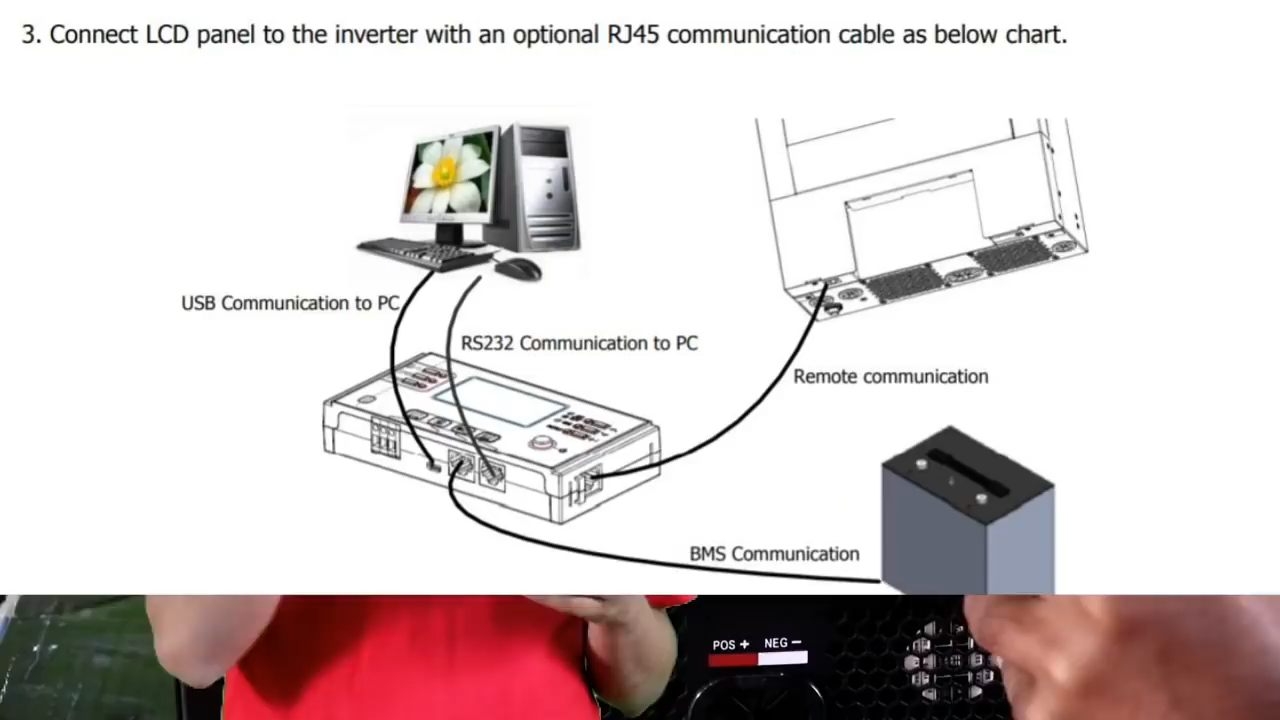 3. Connect LCD panel to the inverter with an optional RJ45 communication cable as below chart.
USB Communication to PC
RS232 Communication to PC
Remote communication
BMS Communication
POS + NEG −